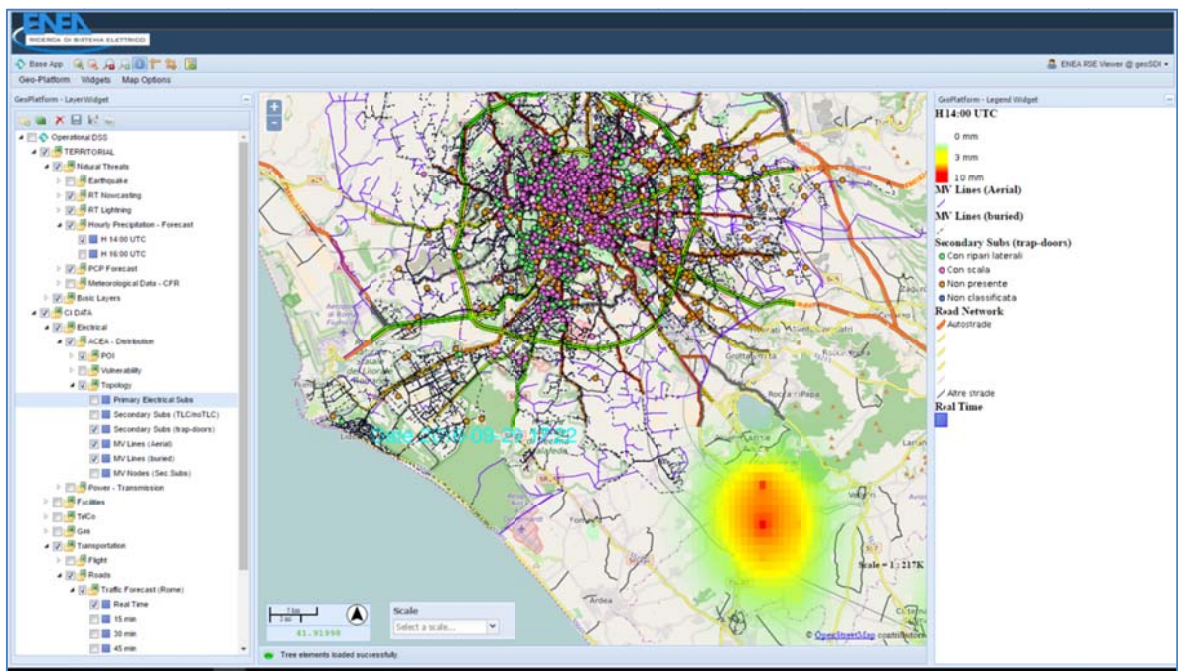 ENEA
RICERCA DI SISTEMA ELETTRICO
Base App
ENEA RSE Viewer @ geoSDI
Geo-Platform Widgets Map Options
GeoPlatform - LayerWidget
Operational DSS
TERRITORIAL
Natural Threats
Earthquake
RT Nowcasting
RT Lightning
Hourly Precipitation - Forecast
H 14:00 UTC
H 16:00 UTC
PCP Forecast
Meteorological Data - CFR
Basic Layers
CI DATA
Electrical
ACEA - Distribution
POI
Vulnerability
Topology
Primary Electrical Subs
Secondary Subs (TLC/noTLC)
Secondary Subs (trap-doors)
MV Lines (Aerial)
MV Lines (buried)
MV Nodes (Sec Subs)
Power - Transmission
Facilities
TelCo
Gas
Transportation
Flight
Roads
Traffic Forecast (Rome)
Real Time
15 min
30 min
45 min
+
-
Rocca di Papa
Ardea
Scale = 1 : 217K
Scale
Select a scale...
41.91990
© OpenStreetMap contributors
Tree elements loaded successfully.
GeoPlatform - Legend Widget
H14:00 UTC
0 mm
3 mm
10 mm
MV Lines (Aerial)
MV Lines (buried)
Secondary Subs (trap-doors)
Con ripari laterali
Con scala
Non presente
Non classificata
Road Network
Autostrade
Altre strade
Real Time